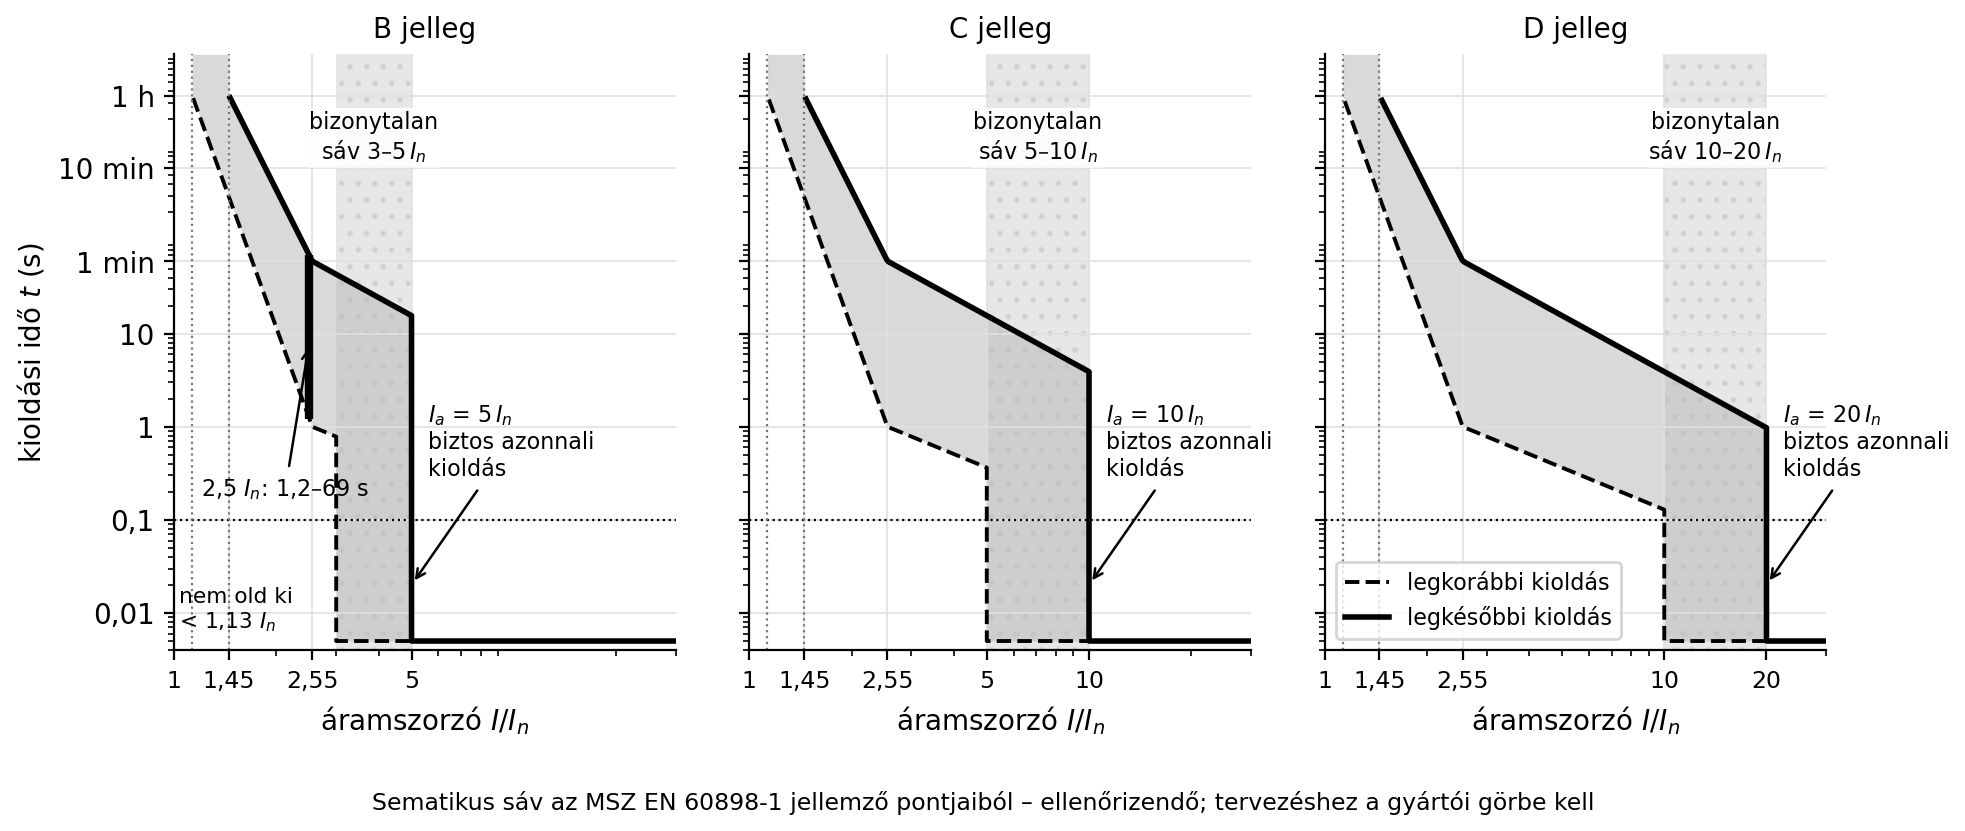 B jelleg
C jelleg
D jelleg
kioldási idő t (s)
1 h
10 min
1 min
10
1
0,1
0,01
bizonytalan
sáv 3–5 Iₙ
Iₐ = 5 Iₙ
biztos azonnali
kioldás
2,5 Iₙ: 1,2–69 s
nem old ki
< 1,13 Iₙ
1 1,45 2,55 5
áramszorzó I/Iₙ
bizonytalan
sáv 5–10 Iₙ
Iₐ = 10 Iₙ
biztos azonnali
kioldás
1 1,45 2,55 5 10
áramszorzó I/Iₙ
bizonytalan
sáv 10–20 Iₙ
Iₐ = 20 Iₙ
biztos azonnali
kioldás
legkorábbi kioldás
legkésőbbi kioldás
1 1,45 2,55 10 20
áramszorzó I/Iₙ
Sematikus sáv az MSZ EN 60898-1 jellemző pontjaiból – ellenőrizendő; tervezéshez a gyártói görbe kell